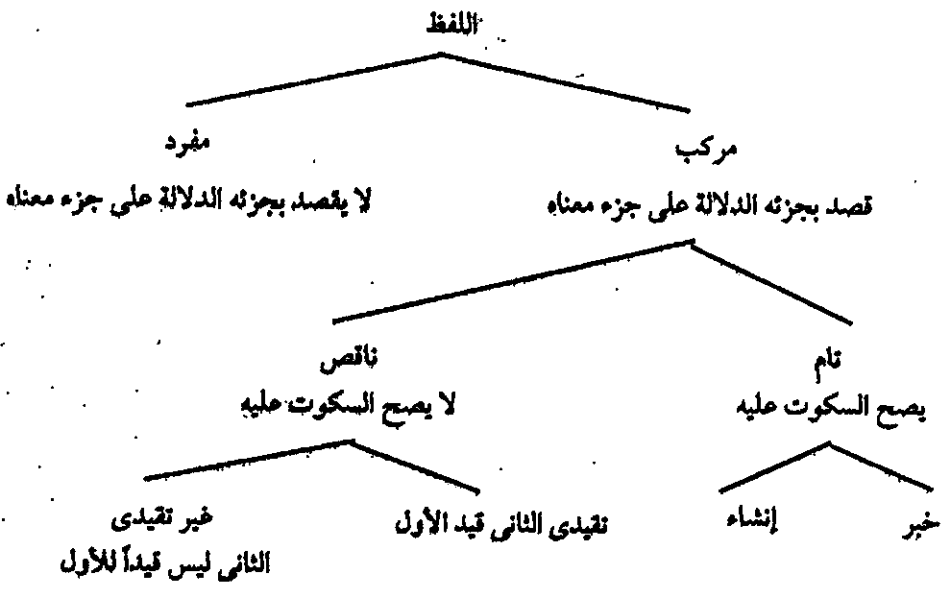 اللفظ
مركب
مفرد
قصد بجزئه الدلالة على جزء معناه
لا يقصد بجزئه الدلالة على جزء معناه
تام
ناقص
يصح السكوت عليه
لا يصح السكوت عليه
خبر
إنشاء
تقيدى الثانى قيد الأول
غير تقيدى
الثانى ليس قيداً للأول